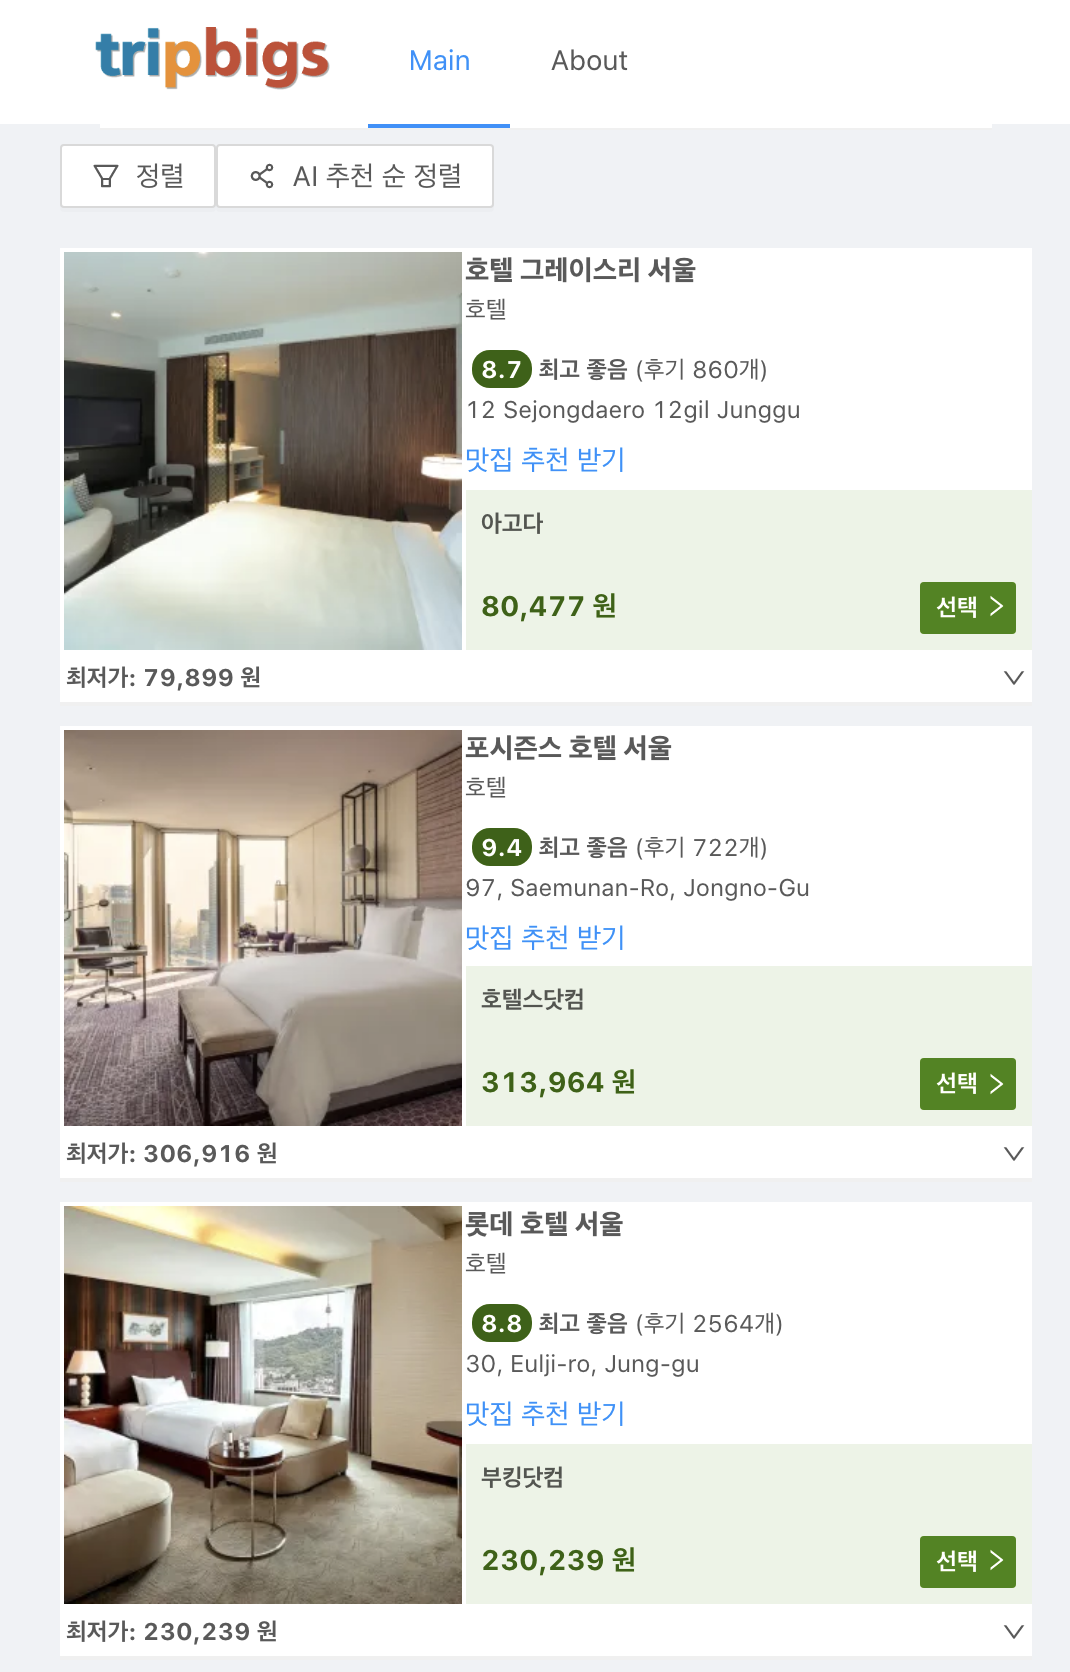 tripbigs
Main
About
정렬
AI 추천 순 정렬
호텔 그레이스리 서울
호텔
8.7 최고 좋음 (후기 860개)
12 Sejongdaero 12gil Junggu
맛집 추천 받기
아고다
80,477 원
선택
최저가: 79,899 원
포시즌스 호텔 서울
호텔
9.4 최고 좋음 (후기 722개)
97, Saemunan-Ro, Jongno-Gu
맛집 추천 받기
호텔스닷컴
313,964 원
선택
최저가: 306,916 원
롯데 호텔 서울
호텔
8.8 최고 좋음 (후기 2564개)
30, Eulji-ro, Jung-gu
맛집 추천 받기
부킹닷컴
230,239 원
선택
최저가: 230,239 원